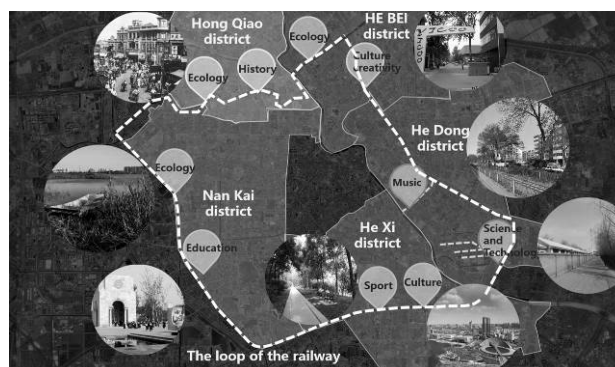 Hong Qiao
district
Ecology
HE BEI
district
Ecology
History
Culture
Creativity
He Dong
district
Ecology
Nan Kai
district
Music
He Xi
district
Science
and
Technolog
Education
Sport
Culture
The loop of the railway